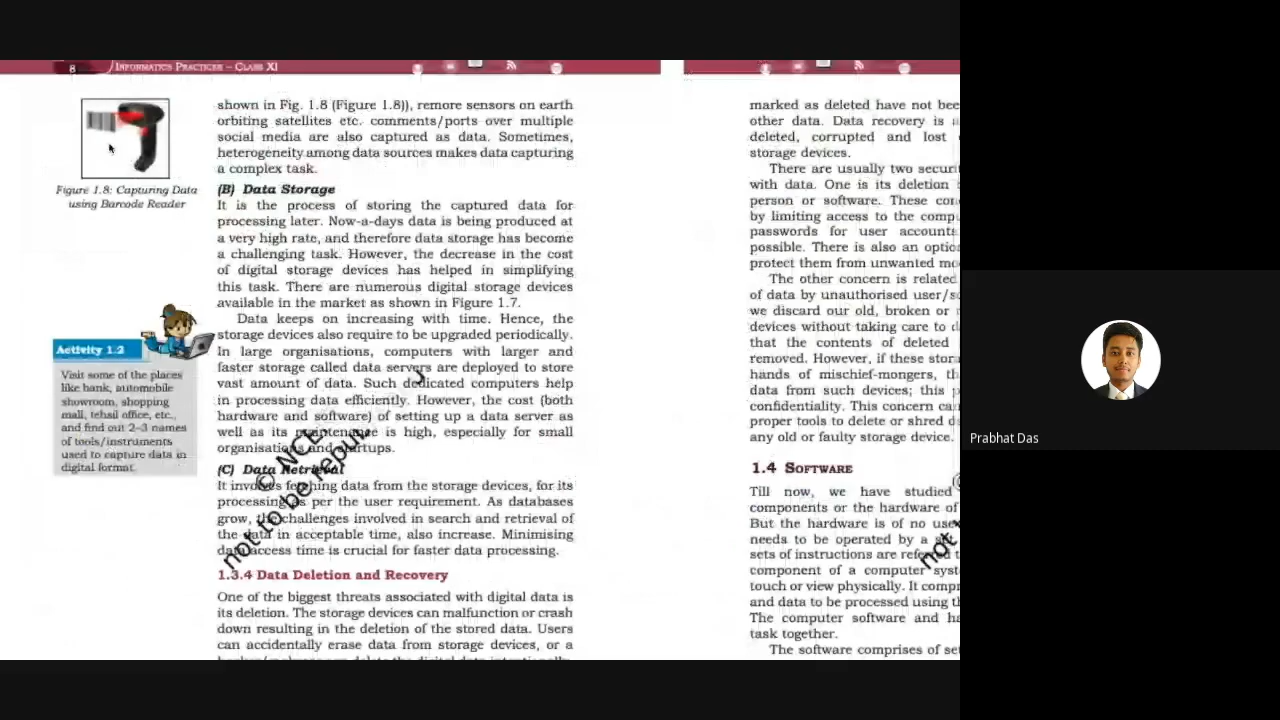 8 INFORMATICS PRACTICES – CLASS XI
Figure 1.8: Capturing Data
using Barcode Reader
Activity 1.2
Visit some of the places
like bank, automobile
showroom, shopping
mall, tehsil office, etc.,
and find out 2–3 names
of tools/instruments
used to capture data in
digital format.
shown in Fig. 1.8 (Figure 1.8)), remore sensors on earth
orbiting satellites etc. comments/ports over multiple
social media are also captured as data. Sometimes,
heterogeneity among data sources makes data capturing
a complex task.
(B) Data Storage
It is the process of storing the captured data for
processing later. Now-a-days data is being produced at
a very high rate, and therefore data storage has become
a challenging task. However, the decrease in the cost
of digital storage devices has helped in simplifying
this task. There are numerous digital storage devices
available in the market as shown in Figure 1.7.
Data keeps on increasing with time. Hence, the
storage devices also require to be upgraded periodically.
In large organisations, computers with larger and
faster storage called data servers are deployed to store
vast amount of data. Such dedicated computers help
in processing data efficiently. However, the cost (both
hardware and software) of setting up a data server as
well as its maintenance is high, especially for small
organisations and startups.
(C) Data Retrieval
It involves fetching data from the storage devices, for its
processing as per the user requirement. As databases
grow, the challenges involved in search and retrieval of
the data in acceptable time, also increase. Minimising
data access time is crucial for faster data processing.
1.3.4 Data Deletion and Recovery
One of the biggest threats associated with digital data is
its deletion. The storage devices can malfunction or crash
down resulting in the deletion of the stored data. Users
can accidentally erase data from storage devices, or a
© NCE
not to be repu
marked as deleted have not bee
other data. Data recovery is
deleted, corrupted and lost
storage devices.
There are usually two securi
with data. One is its deletion
person or software. These con
by limiting access to the compu
passwords for user accounts
possible. There is also an optio
protect them from unwanted mo
The other concern is related
of data by unauthorised user/so
we discard our old, broken or
devices without taking care to d
that the contents of deleted
removed. However, if these stora
hands of mischief-mongers, th
data from such devices; this p
confidentiality. This concern ca
proper tools to delete or shred d
any old or faulty storage device.
1.4 SOFTWARE
Till now, we have studied
components or the hardware of
But the hardware is of no use
needs to be operated by a
sets of instructions are referred t
component of a computer syst
touch or view physically. It compr
and data to be processed using th
The computer software and ha
task together.
The software comprises of set
not
Prabhat Das